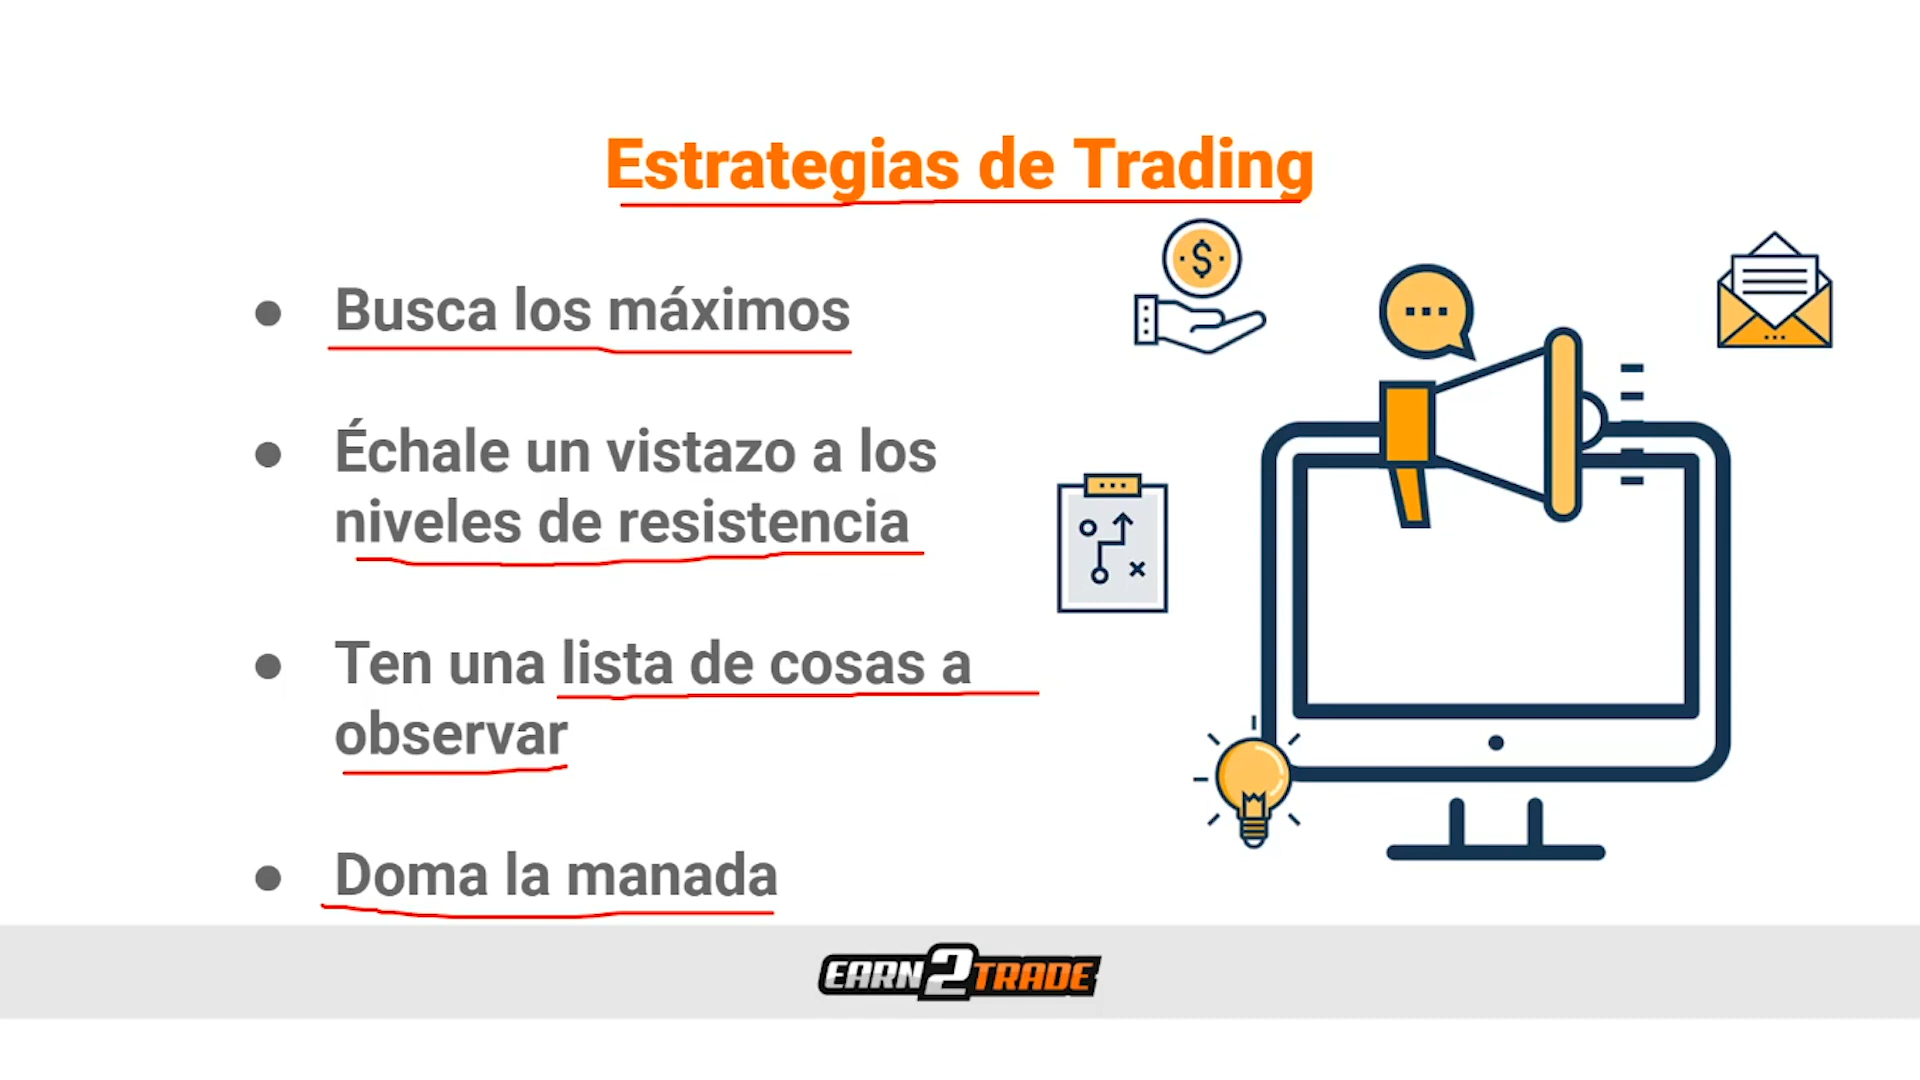 Estrategias de Trading
● Busca los máximos
● Échale un vistazo a los
niveles de resistencia
● Ten una lista de cosas a
observar
● Doma la manada
EARN2TRADE